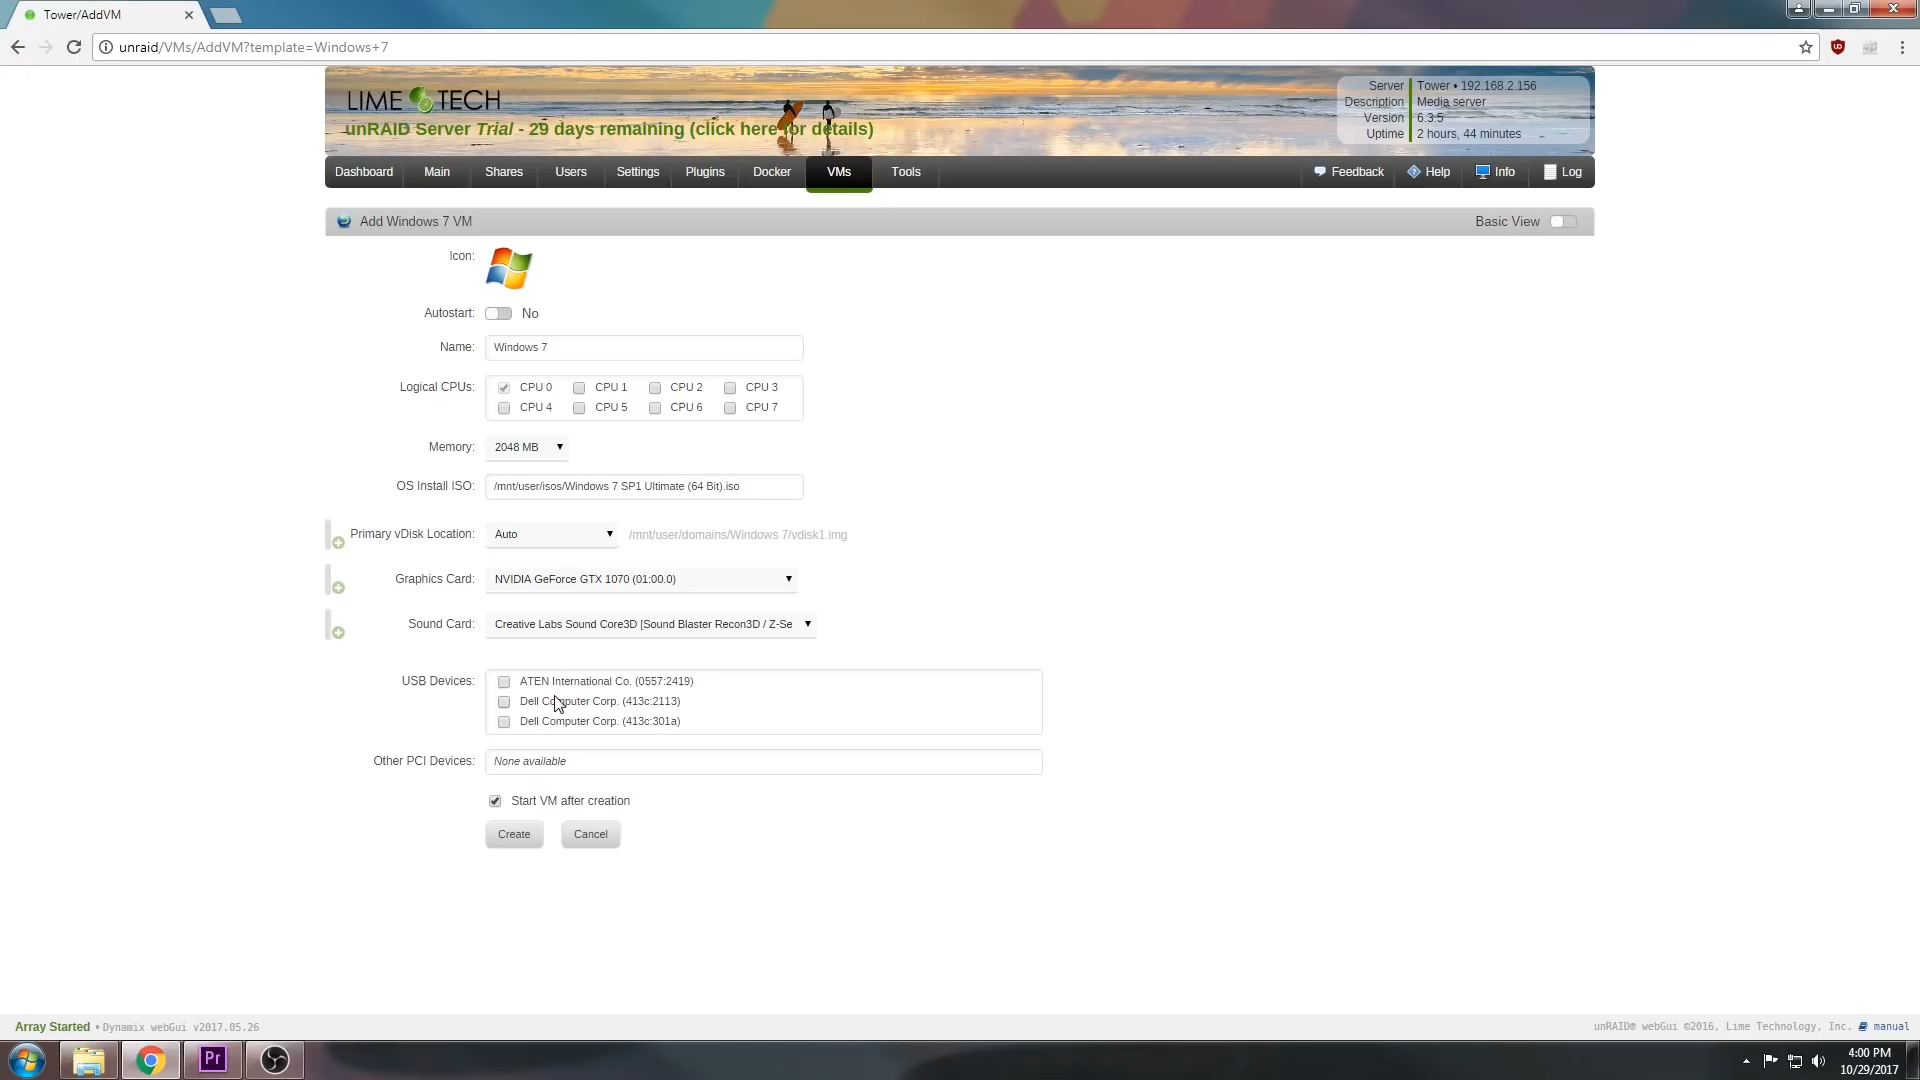 Tower/AddVM
unraid/VMs/AddVM?template=Windows+7
LIME TECH
unRAID Server Trial - 29 days remaining (click here for details)
Server Tower • 192.168.2.156
Description Media server
Version 6.3.5
Uptime 2 hours, 44 minutes
Dashboard Main Shares Users Settings Plugins Docker VMs Tools Feedback Help Info Log
Add Windows 7 VM Basic View
Icon:
Autostart: No
Name: Windows 7
Logical CPUs: CPU 0 CPU 1 CPU 2 CPU 3
CPU 4 CPU 5 CPU 6 CPU 7
Memory: 2048 MB
OS Install ISO: /mnt/user/isos/Windows 7 SP1 Ultimate (64 Bit).iso
Primary vDisk Location: Auto /mnt/user/domains/Windows 7/vdisk1.img
Graphics Card: NVIDIA GeForce GTX 1070 (01:00.0)
Sound Card: Creative Labs Sound Core3D [Sound Blaster Recon3D / Z-Se
USB Devices: ATEN International Co. (0557:2419)
Dell Computer Corp. (413c:2113)
Dell Computer Corp. (413c:301a)
Other PCI Devices: None available
Start VM after creation
Create Cancel
Array Started • Dynamix webGui v2017.05.26 unRAID® webGui ©2016, Lime Technology, Inc. manual
Pr
4:00 PM
10/29/2017